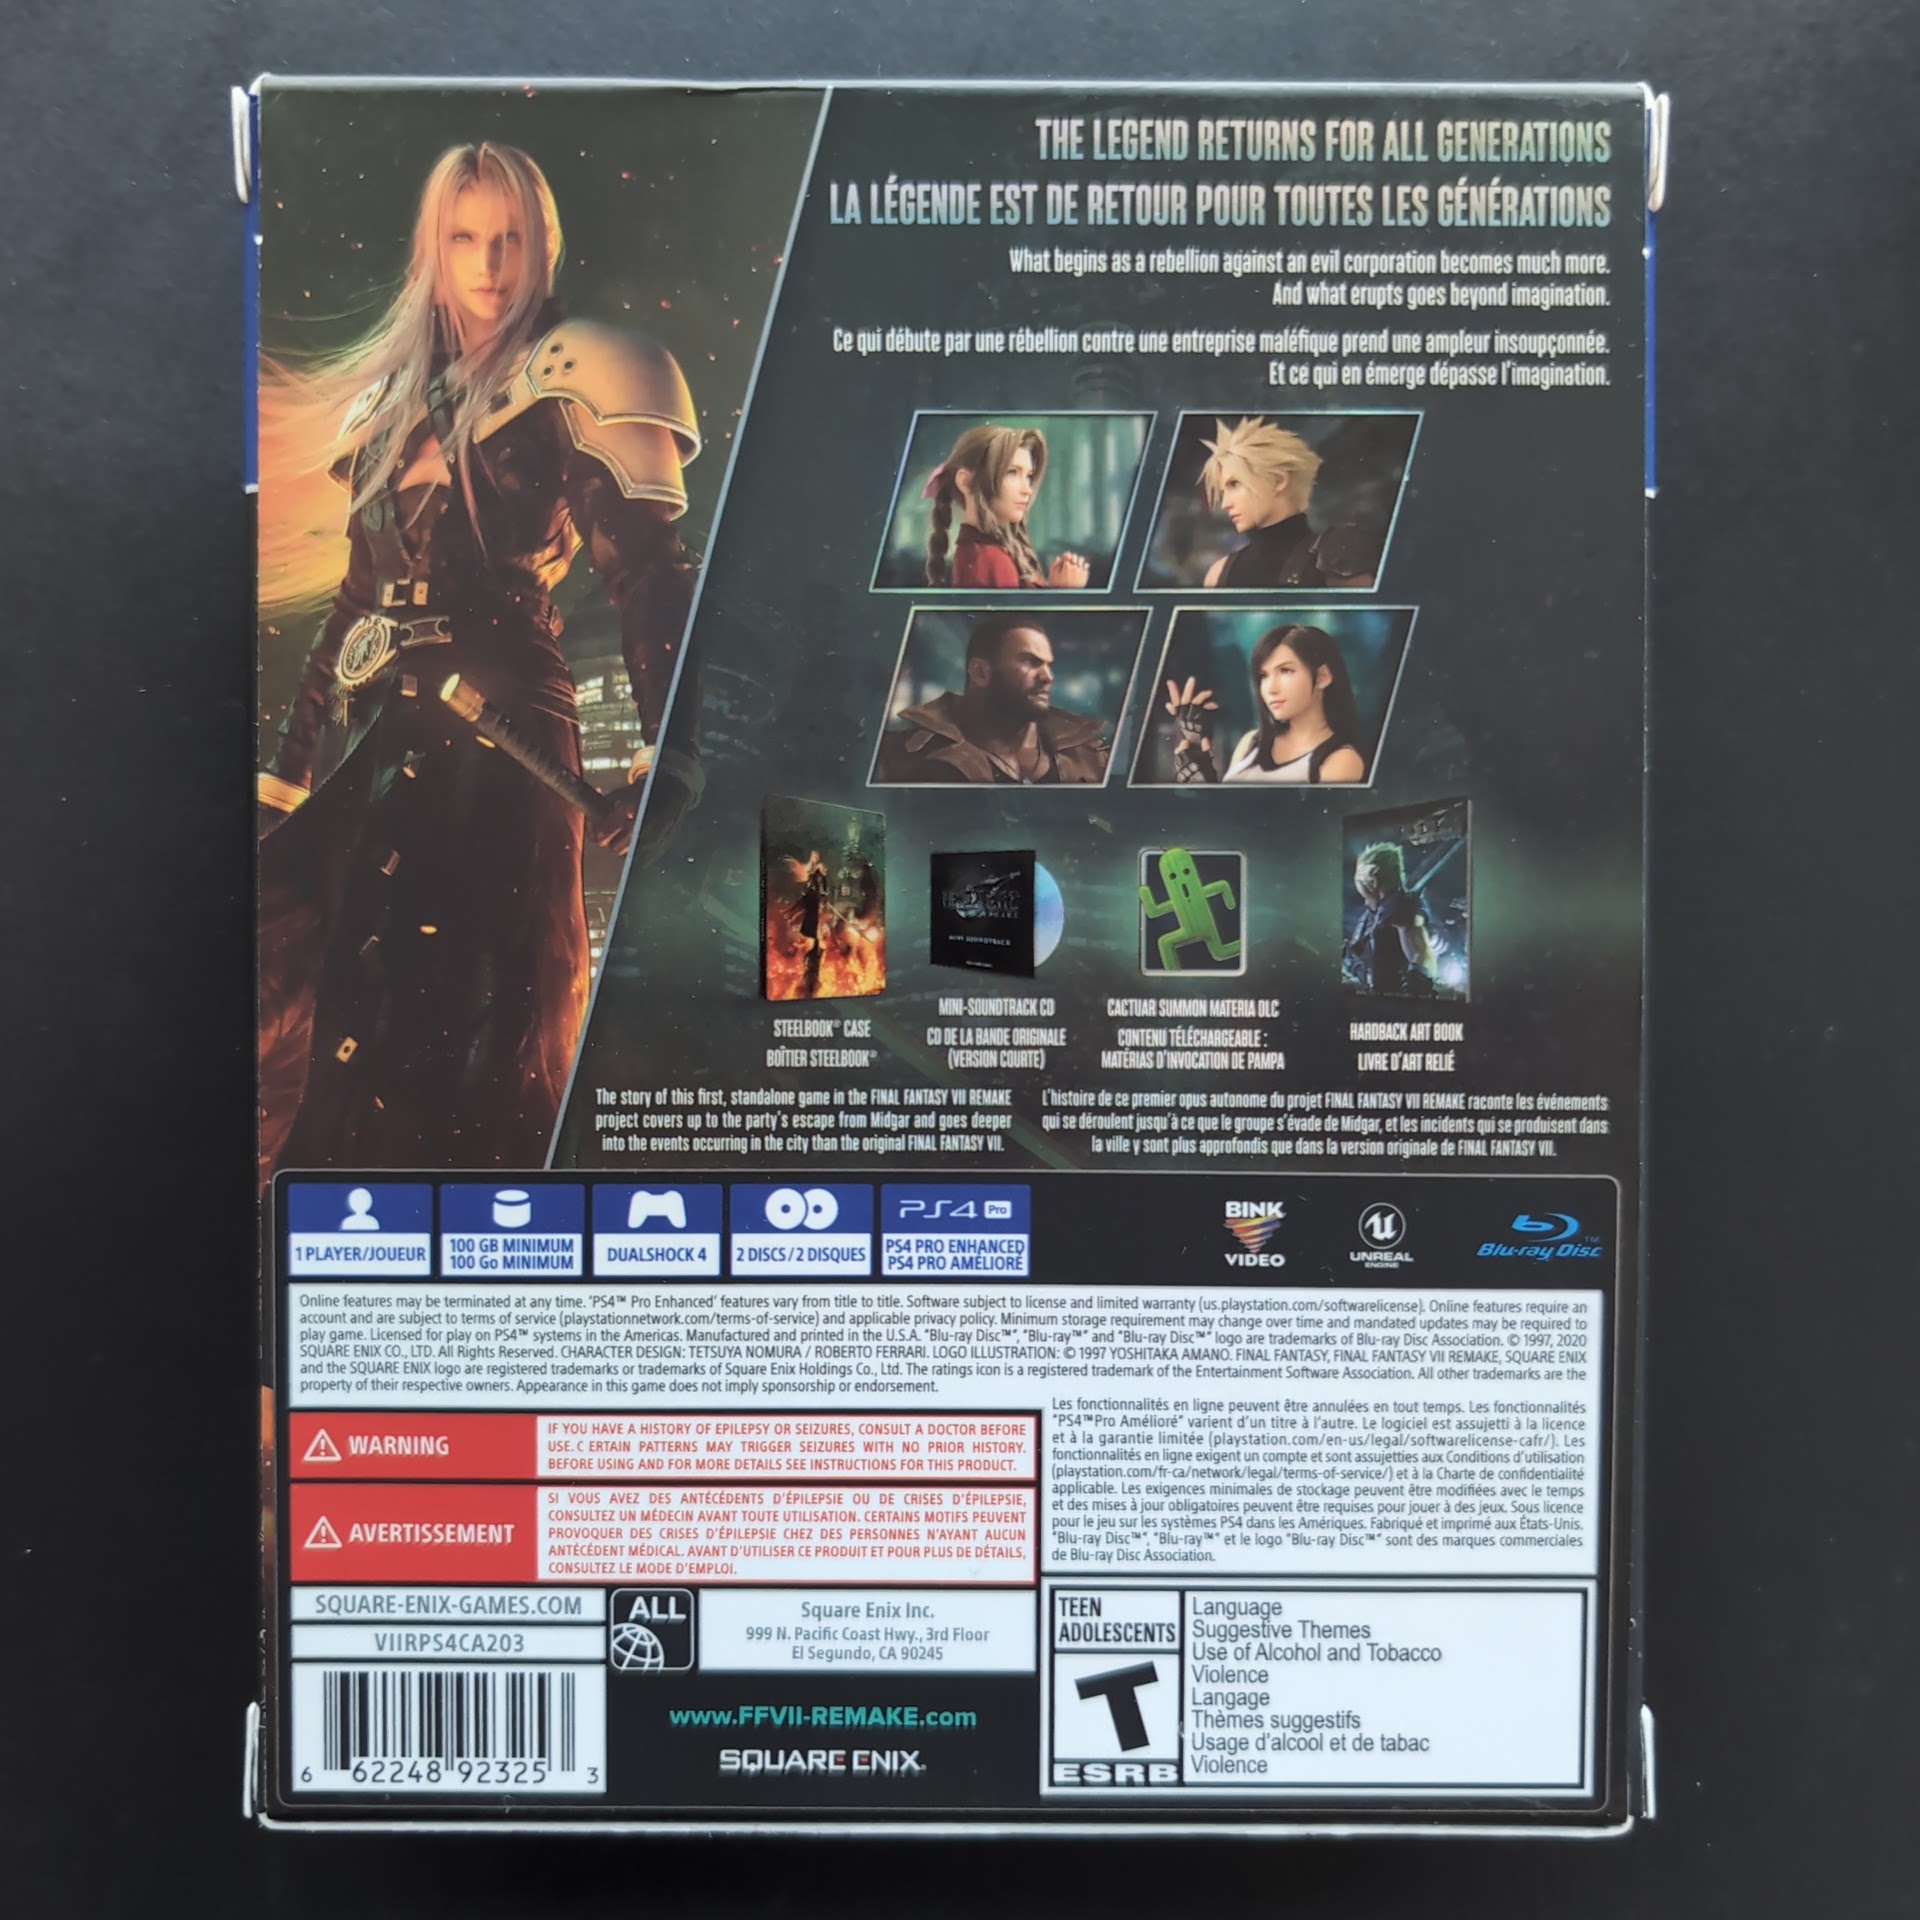 THE LEGEND RETURNS FOR ALL GENERATIONS
LA LÉGENDE EST DE RETOUR POUR TOUTES LES GÉNÉRATIONS
What begins as a rebellion against an evil corporation becomes much more.
And what erupts goes beyond imagination.
Ce qui débute par une rébellion contre une entreprise maléfique prend une ampleur insoupçonnée.
Et ce qui en émerge dépasse l'imagination.
STEELBOOK® CASE
BOÎTIER STEELBOOK®
MINI-SOUNDTRACK CD
CD DE LA BANDE ORIGINALE
(VERSION COURTE)
CACTUAR SUMMON MATERIA DLC
CONTENU TÉLÉCHARGEABLE :
MATÉRIAS D'INVOCATION DE PAMPA
HARDBACK ART BOOK
LIVRE D'ART RELIÉ
The story of this first, standalone game in the FINAL FANTASY VII REMAKE
project covers up to the party's escape from Midgar and goes deeper
into the events occurring in the city than the original FINAL FANTASY VII.
L'histoire de ce premier opus autonome du projet FINAL FANTASY VII REMAKE raconte les événements
qui se déroulent jusqu'à ce que le groupe s'évade de Midgar, et les incidents qui se produisent dans
la ville y sont plus approfondis que dans la version originale de FINAL FANTASY VII.
1 PLAYER/JOUEUR
100 GB MINIMUM
100 Go MINIMUM
DUALSHOCK 4
2 DISCS/2 DISQUES
PS4 Pro
PS4 PRO ENHANCED
PS4 PRO AMÉLIORÉ
BINK
VIDEO
UNREAL
ENGINE
Blu-ray Disc™
Online features may be terminated at any time. 'PS4™ Pro Enhanced' features vary from title to title. Software subject to license and limited warranty (us.playstation.com/softwarelicense). Online features require an
account and are subject to terms of service (playstationnetwork.com/terms-of-service) and applicable privacy policy. Minimum storage requirement may change over time and mandated updates may be required to
play game. Licensed for play on PS4™ systems in the Americas. Manufactured and printed in the U.S.A. "Blu-ray Disc™", "Blu-ray™" and "Blu-ray Disc™" logo are trademarks of Blu-ray Disc Association. © 1997, 2020
SQUARE ENIX CO., LTD. All Rights Reserved. CHARACTER DESIGN: TETSUYA NOMURA / ROBERTO FERRARI. LOGO ILLUSTRATION: © 1997 YOSHITAKA AMANO. FINAL FANTASY, FINAL FANTASY VII REMAKE, SQUARE ENIX
and the SQUARE ENIX logo are registered trademarks or trademarks of Square Enix Holdings Co., Ltd. The ratings icon is a registered trademark of the Entertainment Software Association. All other trademarks are the
property of their respective owners. Appearance in this game does not imply sponsorship or endorsement.
WARNING
IF YOU HAVE A HISTORY OF EPILEPSY OR SEIZURES, CONSULT A DOCTOR BEFORE
USE. C ERTAIN PATTERNS MAY TRIGGER SEIZURES WITH NO PRIOR HISTORY.
BEFORE USING AND FOR MORE DETAILS SEE INSTRUCTIONS FOR THIS PRODUCT.
AVERTISSEMENT
SI VOUS AVEZ DES ANTÉCÉDENTS D'ÉPILEPSIE OU DE CRISES D'ÉPILEPSIE,
CONSULTEZ UN MÉDECIN AVANT TOUTE UTILISATION. CERTAINS MOTIFS PEUVENT
PROVOQUER DES CRISES D'ÉPILEPSIE CHEZ DES PERSONNES N'AYANT AUCUN
ANTÉCÉDENT MÉDICAL. AVANT D'UTILISER CE PRODUIT ET POUR PLUS DE DÉTAILS,
CONSULTEZ LE MODE D'EMPLOI.
Les fonctionnalités en ligne peuvent être annulées en tout temps. Les fonctionnalités
"PS4™Pro Amélioré" varient d'un titre à l'autre. Le logiciel est assujetti à la licence
et à la garantie limitée (playstation.com/en-us/legal/softwarelicense-cafr/). Les
fonctionnalités en ligne exigent un compte et sont assujetties aux Conditions d'utilisation
(playstation.com/fr-ca/network/legal/terms-of-service/) et à la Charte de confidentialité
applicable. Les exigences minimales de stockage peuvent être modifiées avec le temps
et des mises à jour obligatoires peuvent être requises pour jouer à des jeux. Sous licence
pour le jeu sur les systèmes PS4 dans les Amériques. Fabriqué et imprimé aux États-Unis.
"Blu-ray Disc™", "Blu-ray™" et le logo "Blu-ray Disc™" sont des marques commerciales
de Blu-ray Disc Association.
SQUARE-ENIX-GAMES.COM
VIIRPS4CA203
6 62248 92325 3
ALL
Square Enix Inc.
999 N. Pacific Coast Hwy., 3rd Floor
El Segundo, CA 90245
www.FFVII-REMAKE.com
SQUARE ENIX.
TEEN
ADOLESCENTS
T
ESRB
Language
Suggestive Themes
Use of Alcohol and Tobacco
Violence
Langage
Thèmes suggestifs
Usage d'alcool et de tabac
Violence